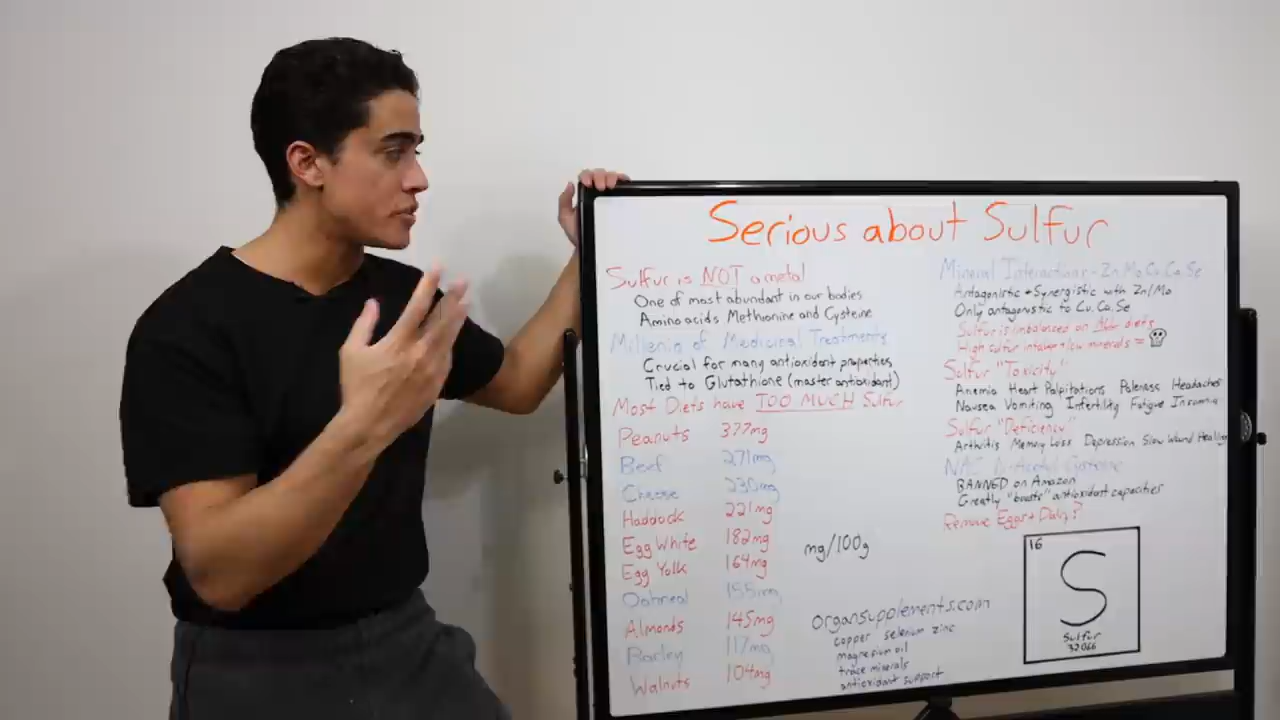 Serious about Sulfur
Sulfur is NOT a metal
One of most abundant in our bodies
Amino acids Methionine and Cysteine
Millenia of Medicinal Treatments
Crucial for many antioxidant properties
Tied to Glutathione (master antioxidant)
Most Diets have TOO MUCH Sulfur
Peanuts 377mg
Beef 271mg
Cheese 230mg
Haddock 221mg
Egg White 182mg
Egg Yolk 164mg
Oatmeal 155mg
Almonds 145mg
Barley 117mg
Walnuts 104mg
mg/100g
organsupplements.com
copper selenium zinc
magnesium oil
trace minerals
antioxidant support
Mineral Interactions - Zn Mo Cu Ca Se
Antagonistic + Synergistic with Zn/Mo
Only antagonistic to Cu, Ca, Se
Sulfur is imbalanced on diets
High sulfur intake + low minerals =
Sulfur "Toxicity"
Anemia Heart Palpitations Paleness Headaches
Nausea Vomiting Infertility Fatigue Insomnia
Sulfur "Deficiency"
Arthritis Memory Loss Depression Slow Wound Healing
NAC N-Acetyl Cysteine
BANNED on Amazon
Greatly "boosts" antioxidant capacities
Remove Eggs + Dairy?
16
S
Sulfur
32.066